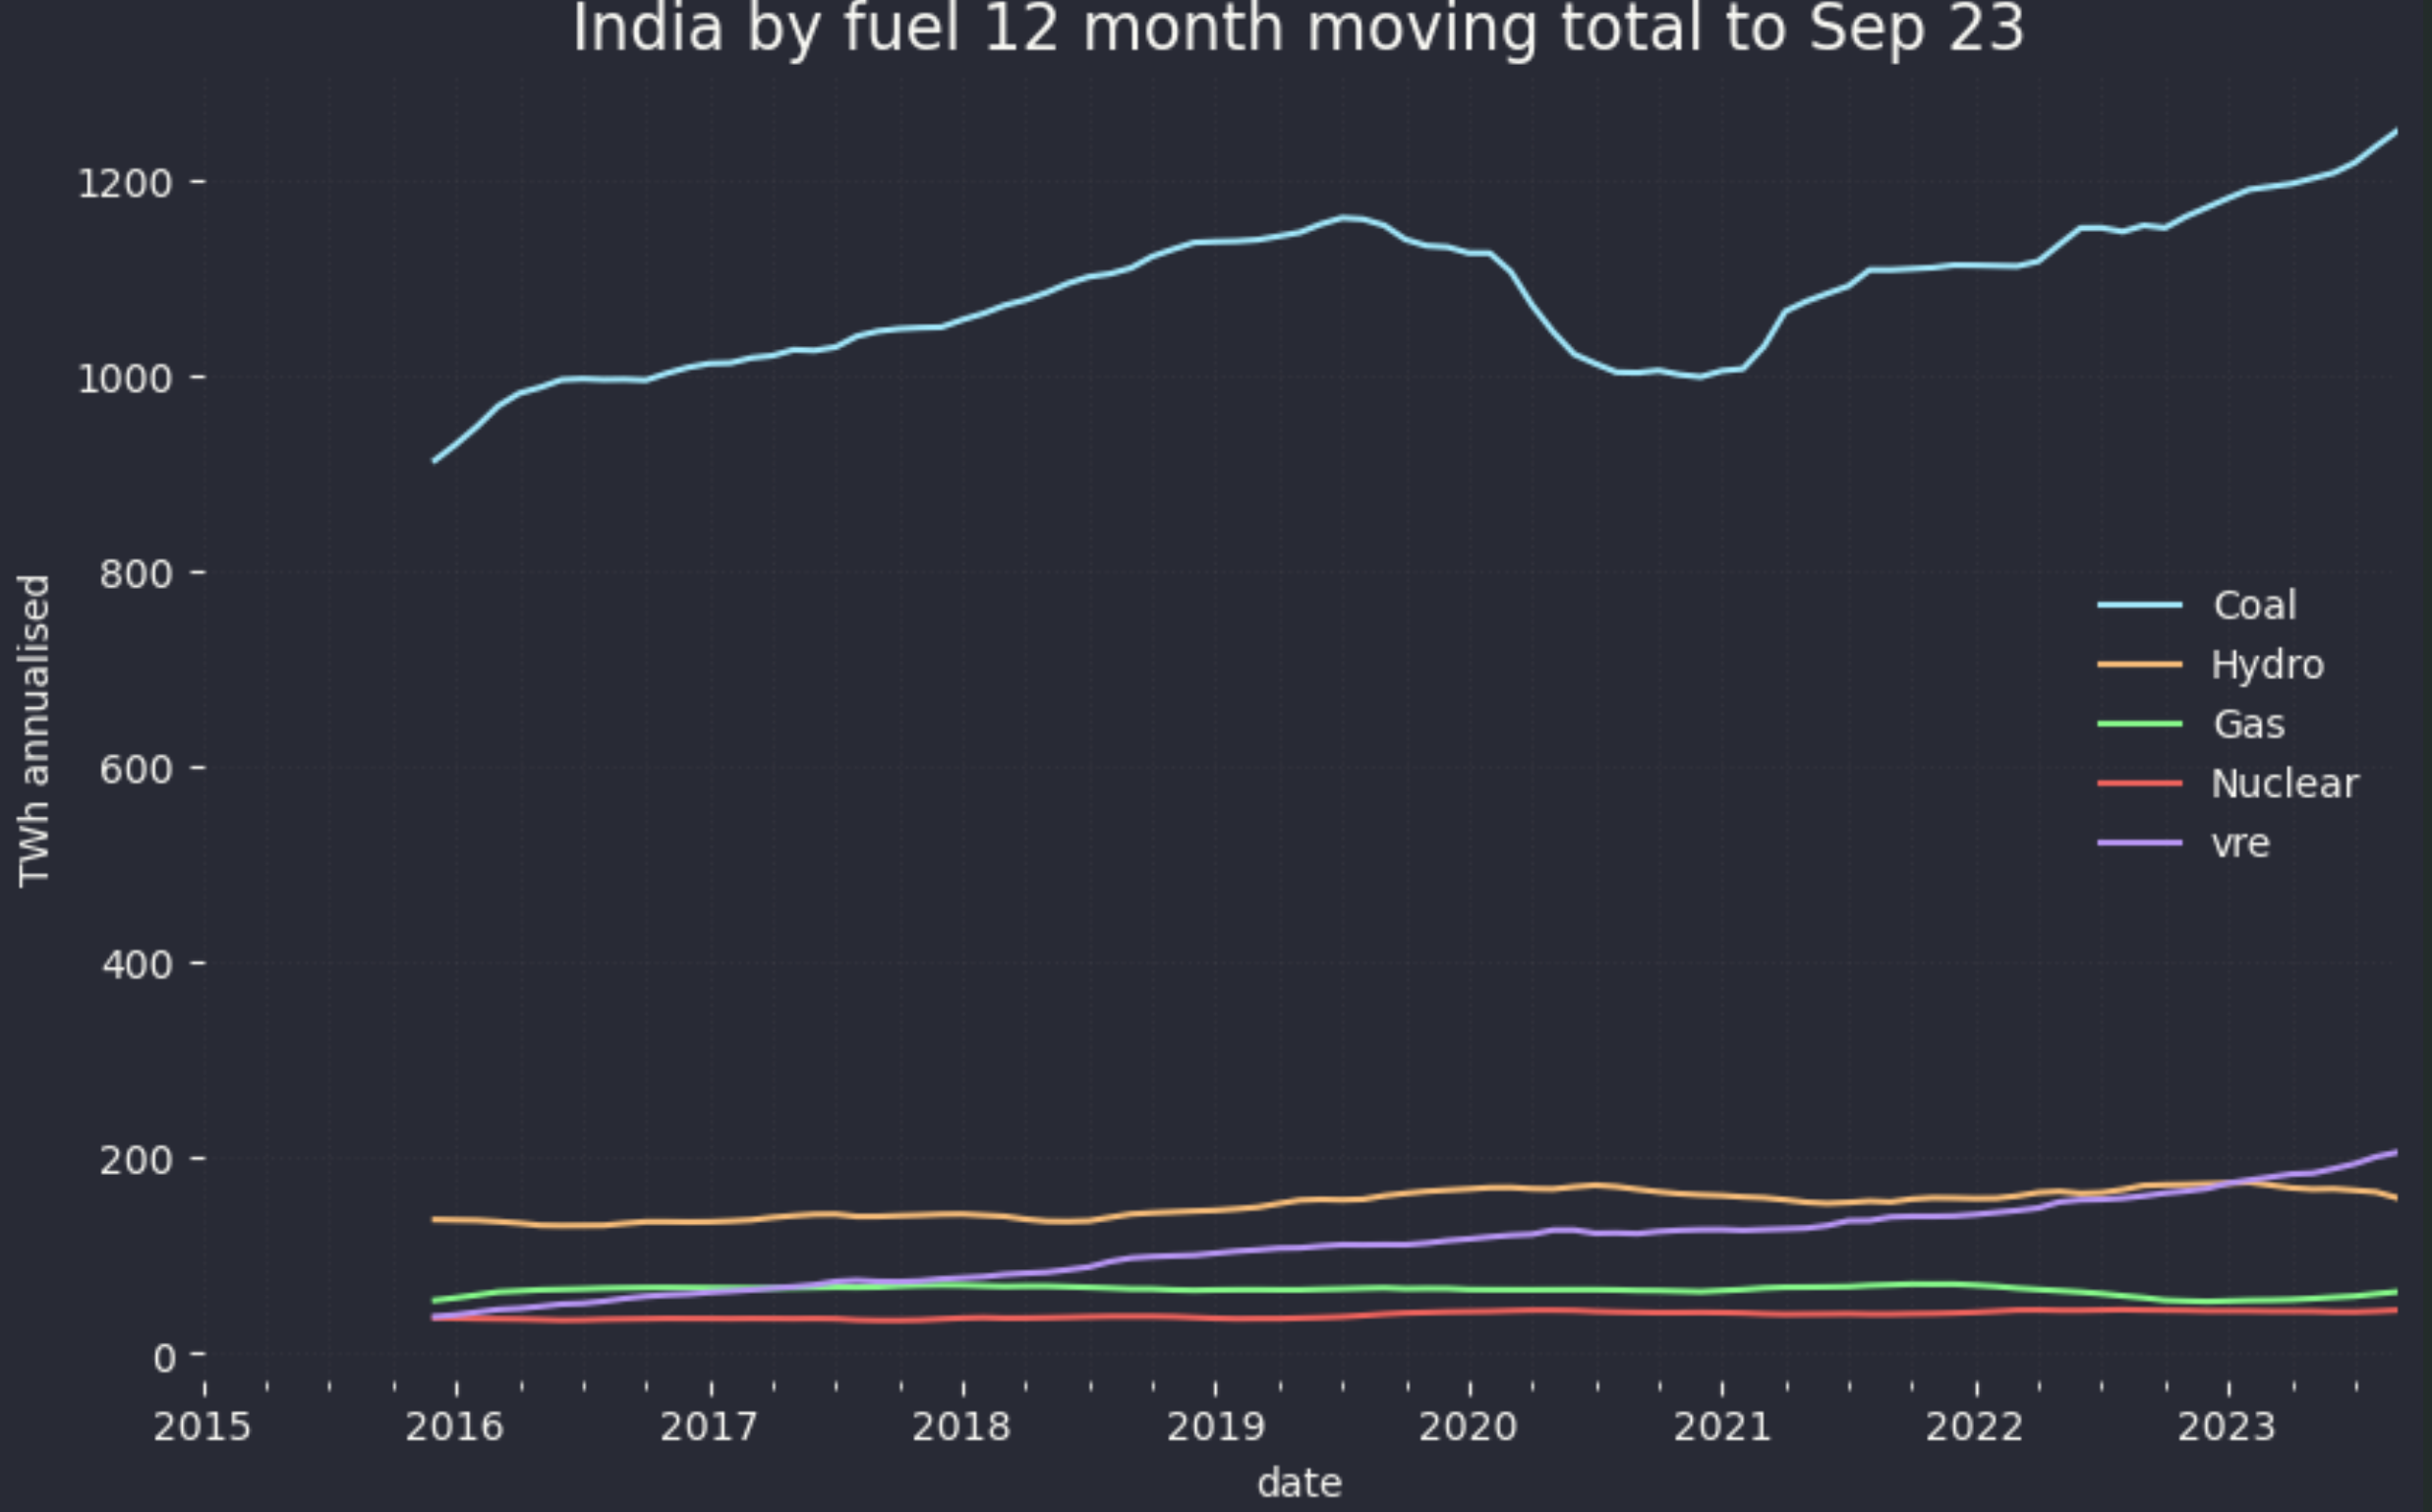 India by fuel 12 month moving total to Sep 23
1200
1000
800
600
400
200
0
TWh annualised
Coal
Hydro
Gas
Nuclear
vre
2015 2016 2017 2018 2019 2020 2021 2022 2023
date